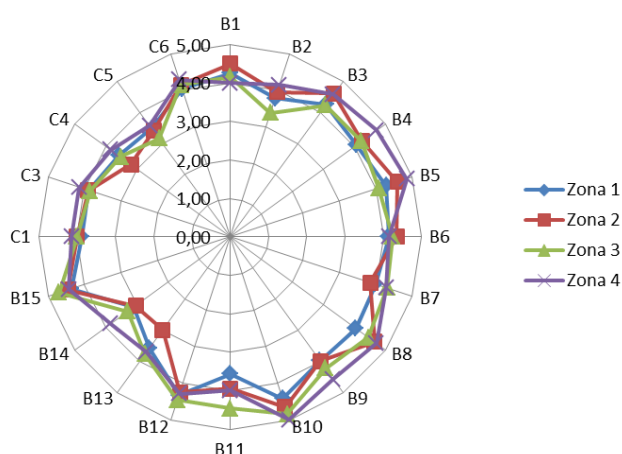 B1
B2
B3
B4
B5
B6
B7
B8
B9
B10
B11
B12
B13
B14
B15
C1
C3
C4
C5
C6
5,00
4,00
3,00
2,00
1,00
0,00
Zona 1
Zona 2
Zona 3
Zona 4